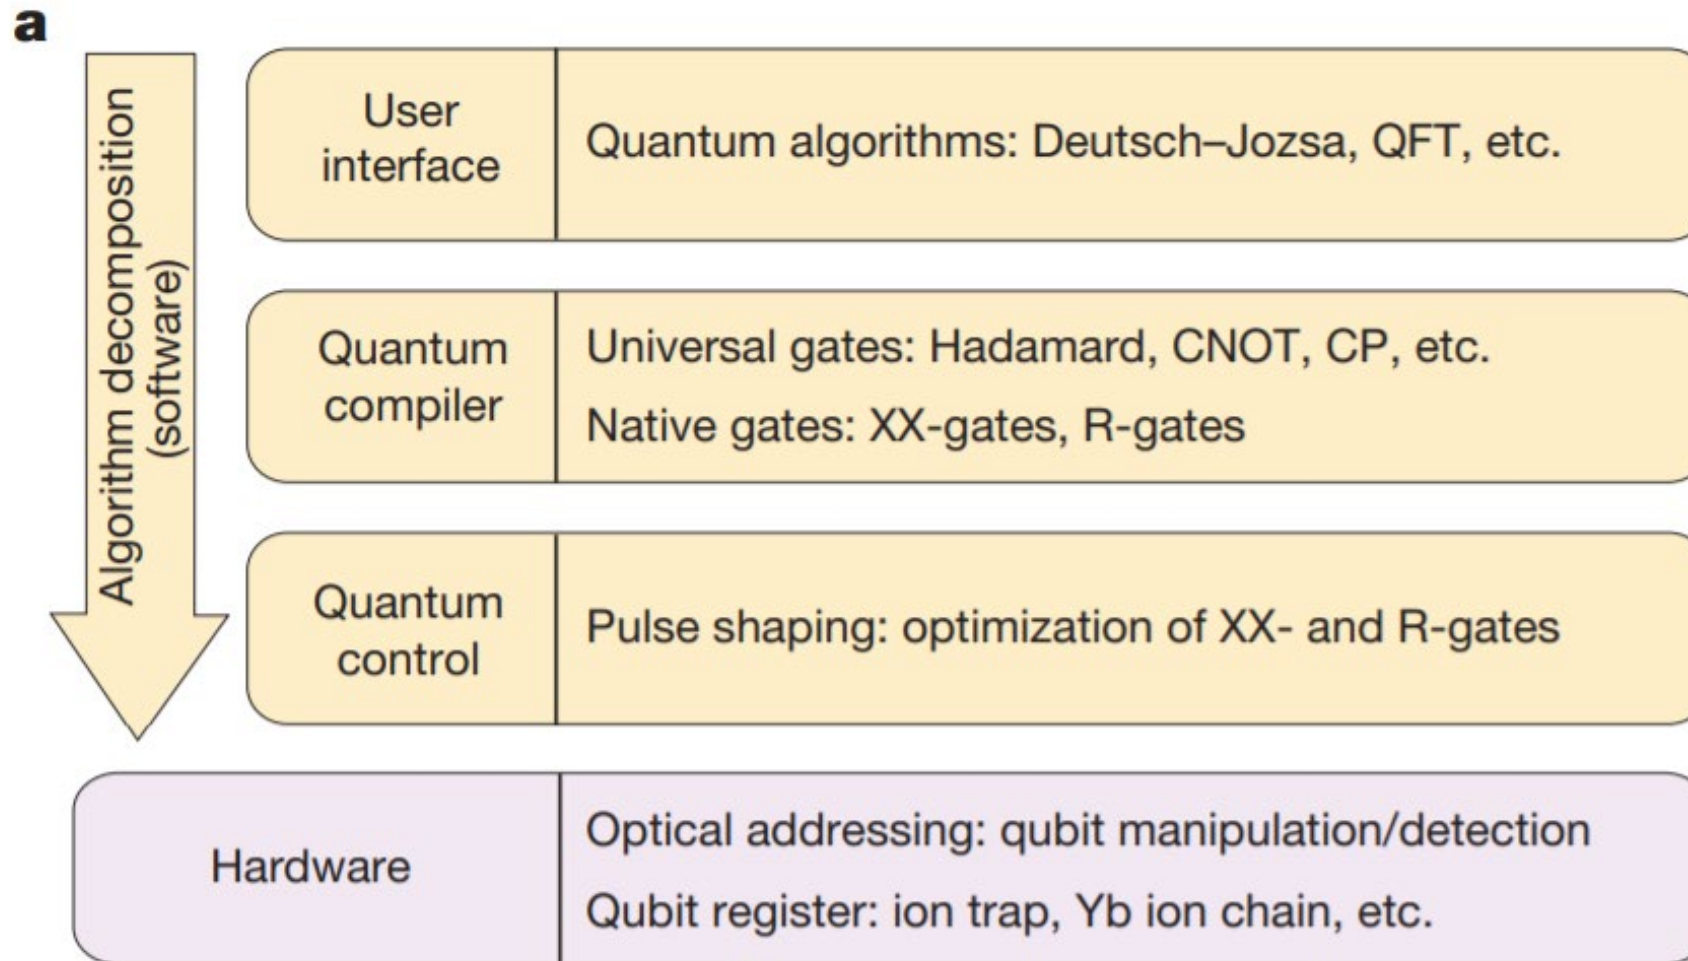 a
Algorithm decomposition
(software)
User
interface
Quantum algorithms: Deutsch–Jozsa, QFT, etc.
Quantum
compiler
Universal gates: Hadamard, CNOT, CP, etc.
Native gates: XX-gates, R-gates
Quantum
control
Pulse shaping: optimization of XX- and R-gates
Hardware
Optical addressing: qubit manipulation/detection
Qubit register: ion trap, Yb ion chain, etc.